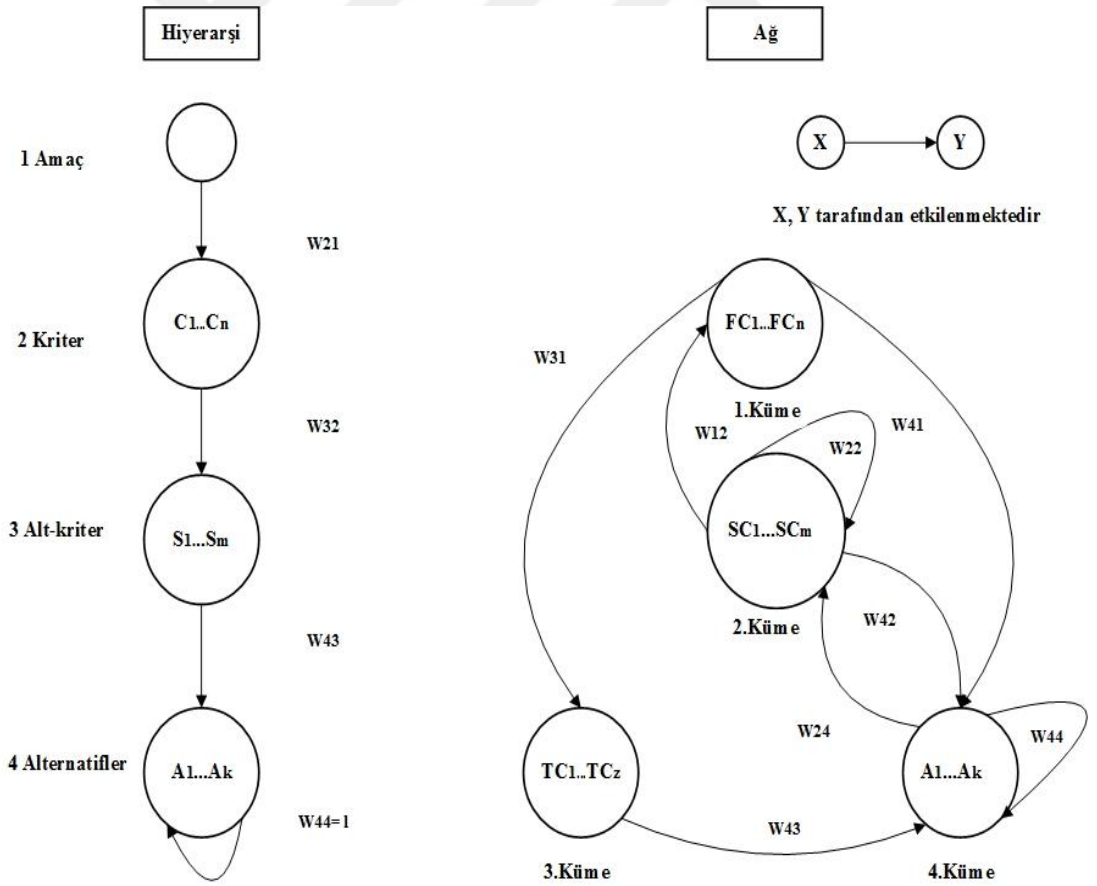 Hiyerarşi
1 Amaç
W21
C1...Cn
2 Kriter
W32
3 Alt-kriter
S1...Sm
W43
4 Alternatifler
A1...Ak
W44=1
Ağ
X
Y
X, Y tarafından etkilenmektedir
FC1...FCn
W31
1.Küme
W12
W41
W22
SC1...SCm
W42
2.Küme
W24
W44
TC1...TCz
A1...Ak
W43
3.Küme
4.Küme